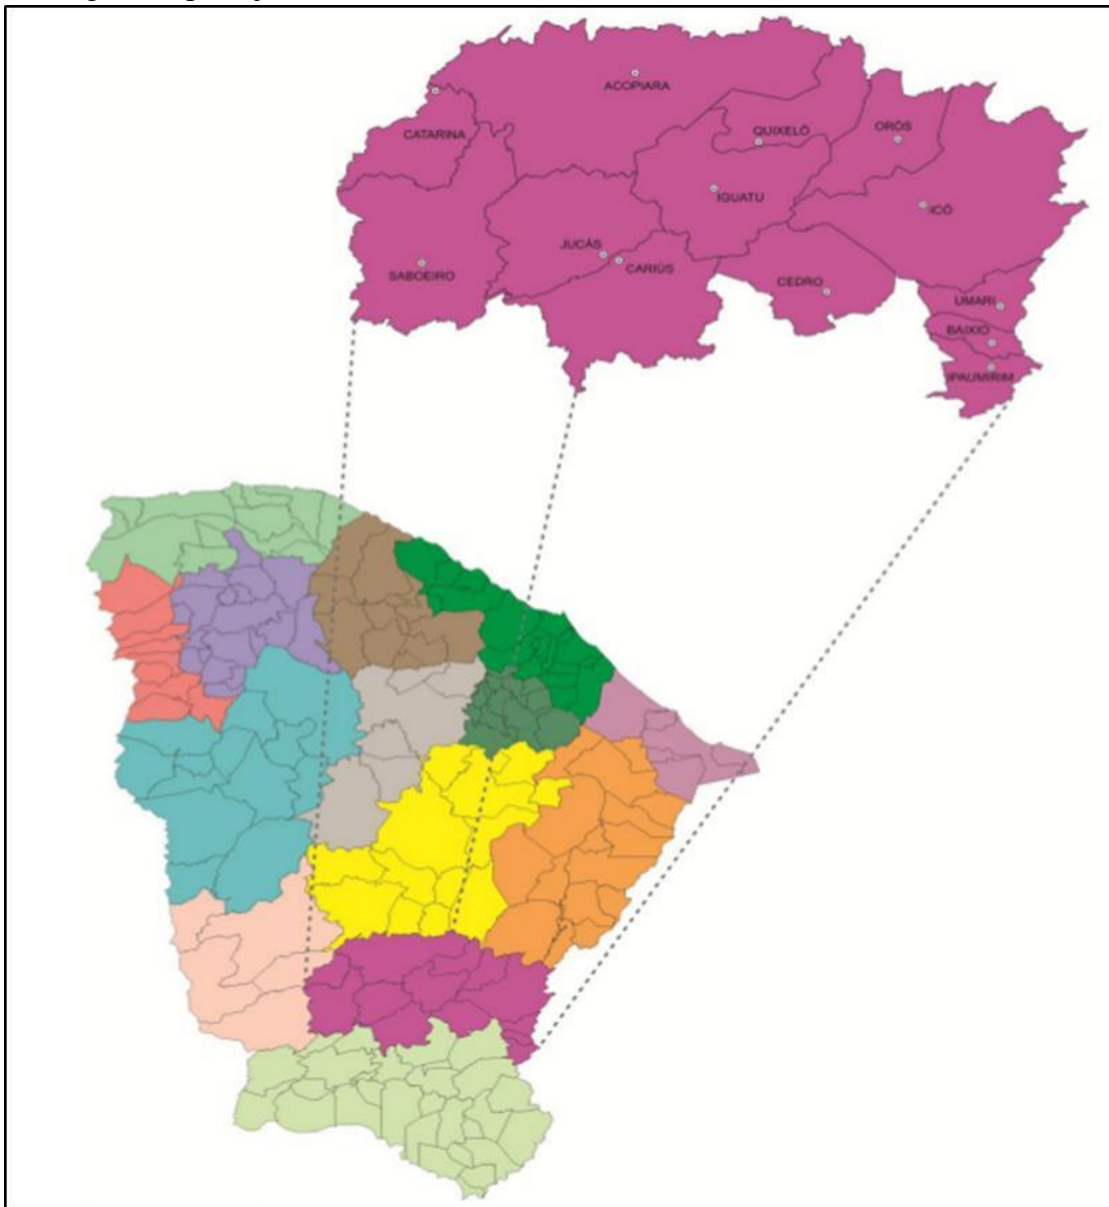 ACOPIARA
CATARINA
QUIXELÔ
ORÓS
IGUATU
ICÓ
JUCÁS
CARIÚS
SABOEIRO
CEDRO
UMARI
BAIXIO
IPAUMIRIM